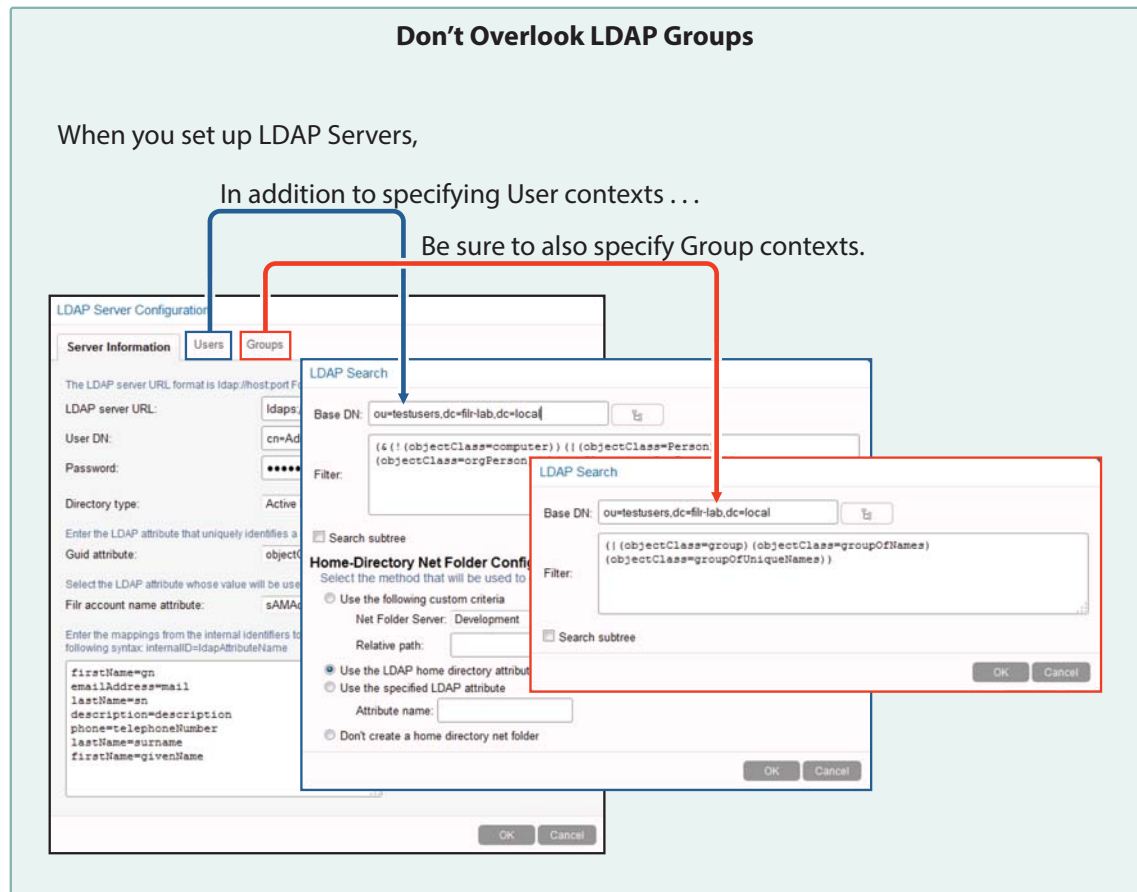 Don't Overlook LDAP Groups
When you set up LDAP Servers,
In addition to specifying User contexts . . .
Be sure to also specify Group contexts.
LDAP Server Configuration
Server Information Users Groups
The LDAP server URL format is ldap://host:port
LDAP server URL: ldaps:
User DN: cn=Ad
Password:
Directory type: Active
Enter the LDAP attribute that uniquely identifies a
Guid attribute: object
Select the LDAP attribute whose value will be use
Filr account name attribute: sAMAc
Enter the mappings from the internal identifiers to
following syntax: internalID=ldapAttributeName
firstName=gn
emailAddress=mail
lastName=sn
description=description
phone=telephoneNumber
lastName=surname
firstName=givenName
OK Cancel
LDAP Search
Base DN: ou=testusers,dc=filr-lab,dc=local
Filter:
(&(!(objectClass=computer))(|(objectClass=Person)
(objectClass=orgPerson)
Search subtree
Home-Directory Net Folder Config
Select the method that will be used to
Use the following custom criteria
Net Folder Server: Development
Relative path:
Use the LDAP home directory attribut
Use the specified LDAP attribute
Attribute name:
Don't create a home directory net folder
OK Cancel
LDAP Search
Base DN: ou=testusers,dc=filr-lab,dc=local
Filter:
(|(objectClass=group)(objectClass=groupOfNames)
(objectClass=groupOfUniqueNames))
Search subtree
OK Cancel